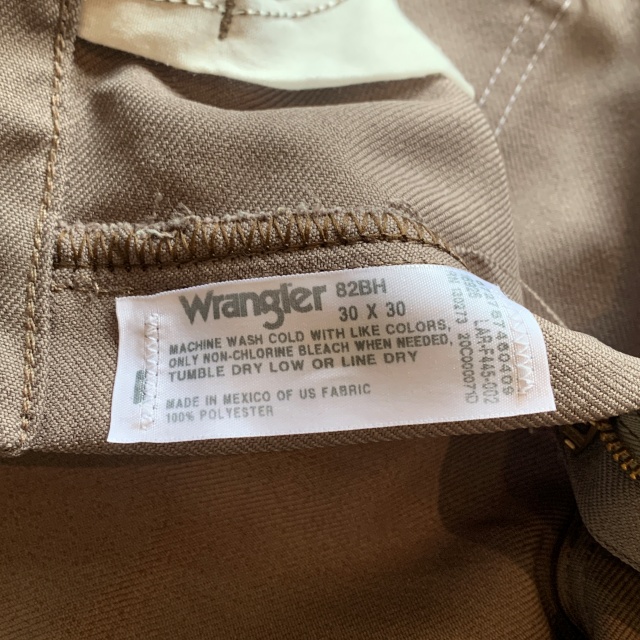 Wrangler 82BH
30 X 30
MACHINE WASH COLD WITH LIKE COLORS,
ONLY NON-CHLORINE BLEACH WHEN NEEDED,
TUMBLE DRY LOW OR LINE DRY
MADE IN MEXICO OF US FABRIC
100% POLYESTER